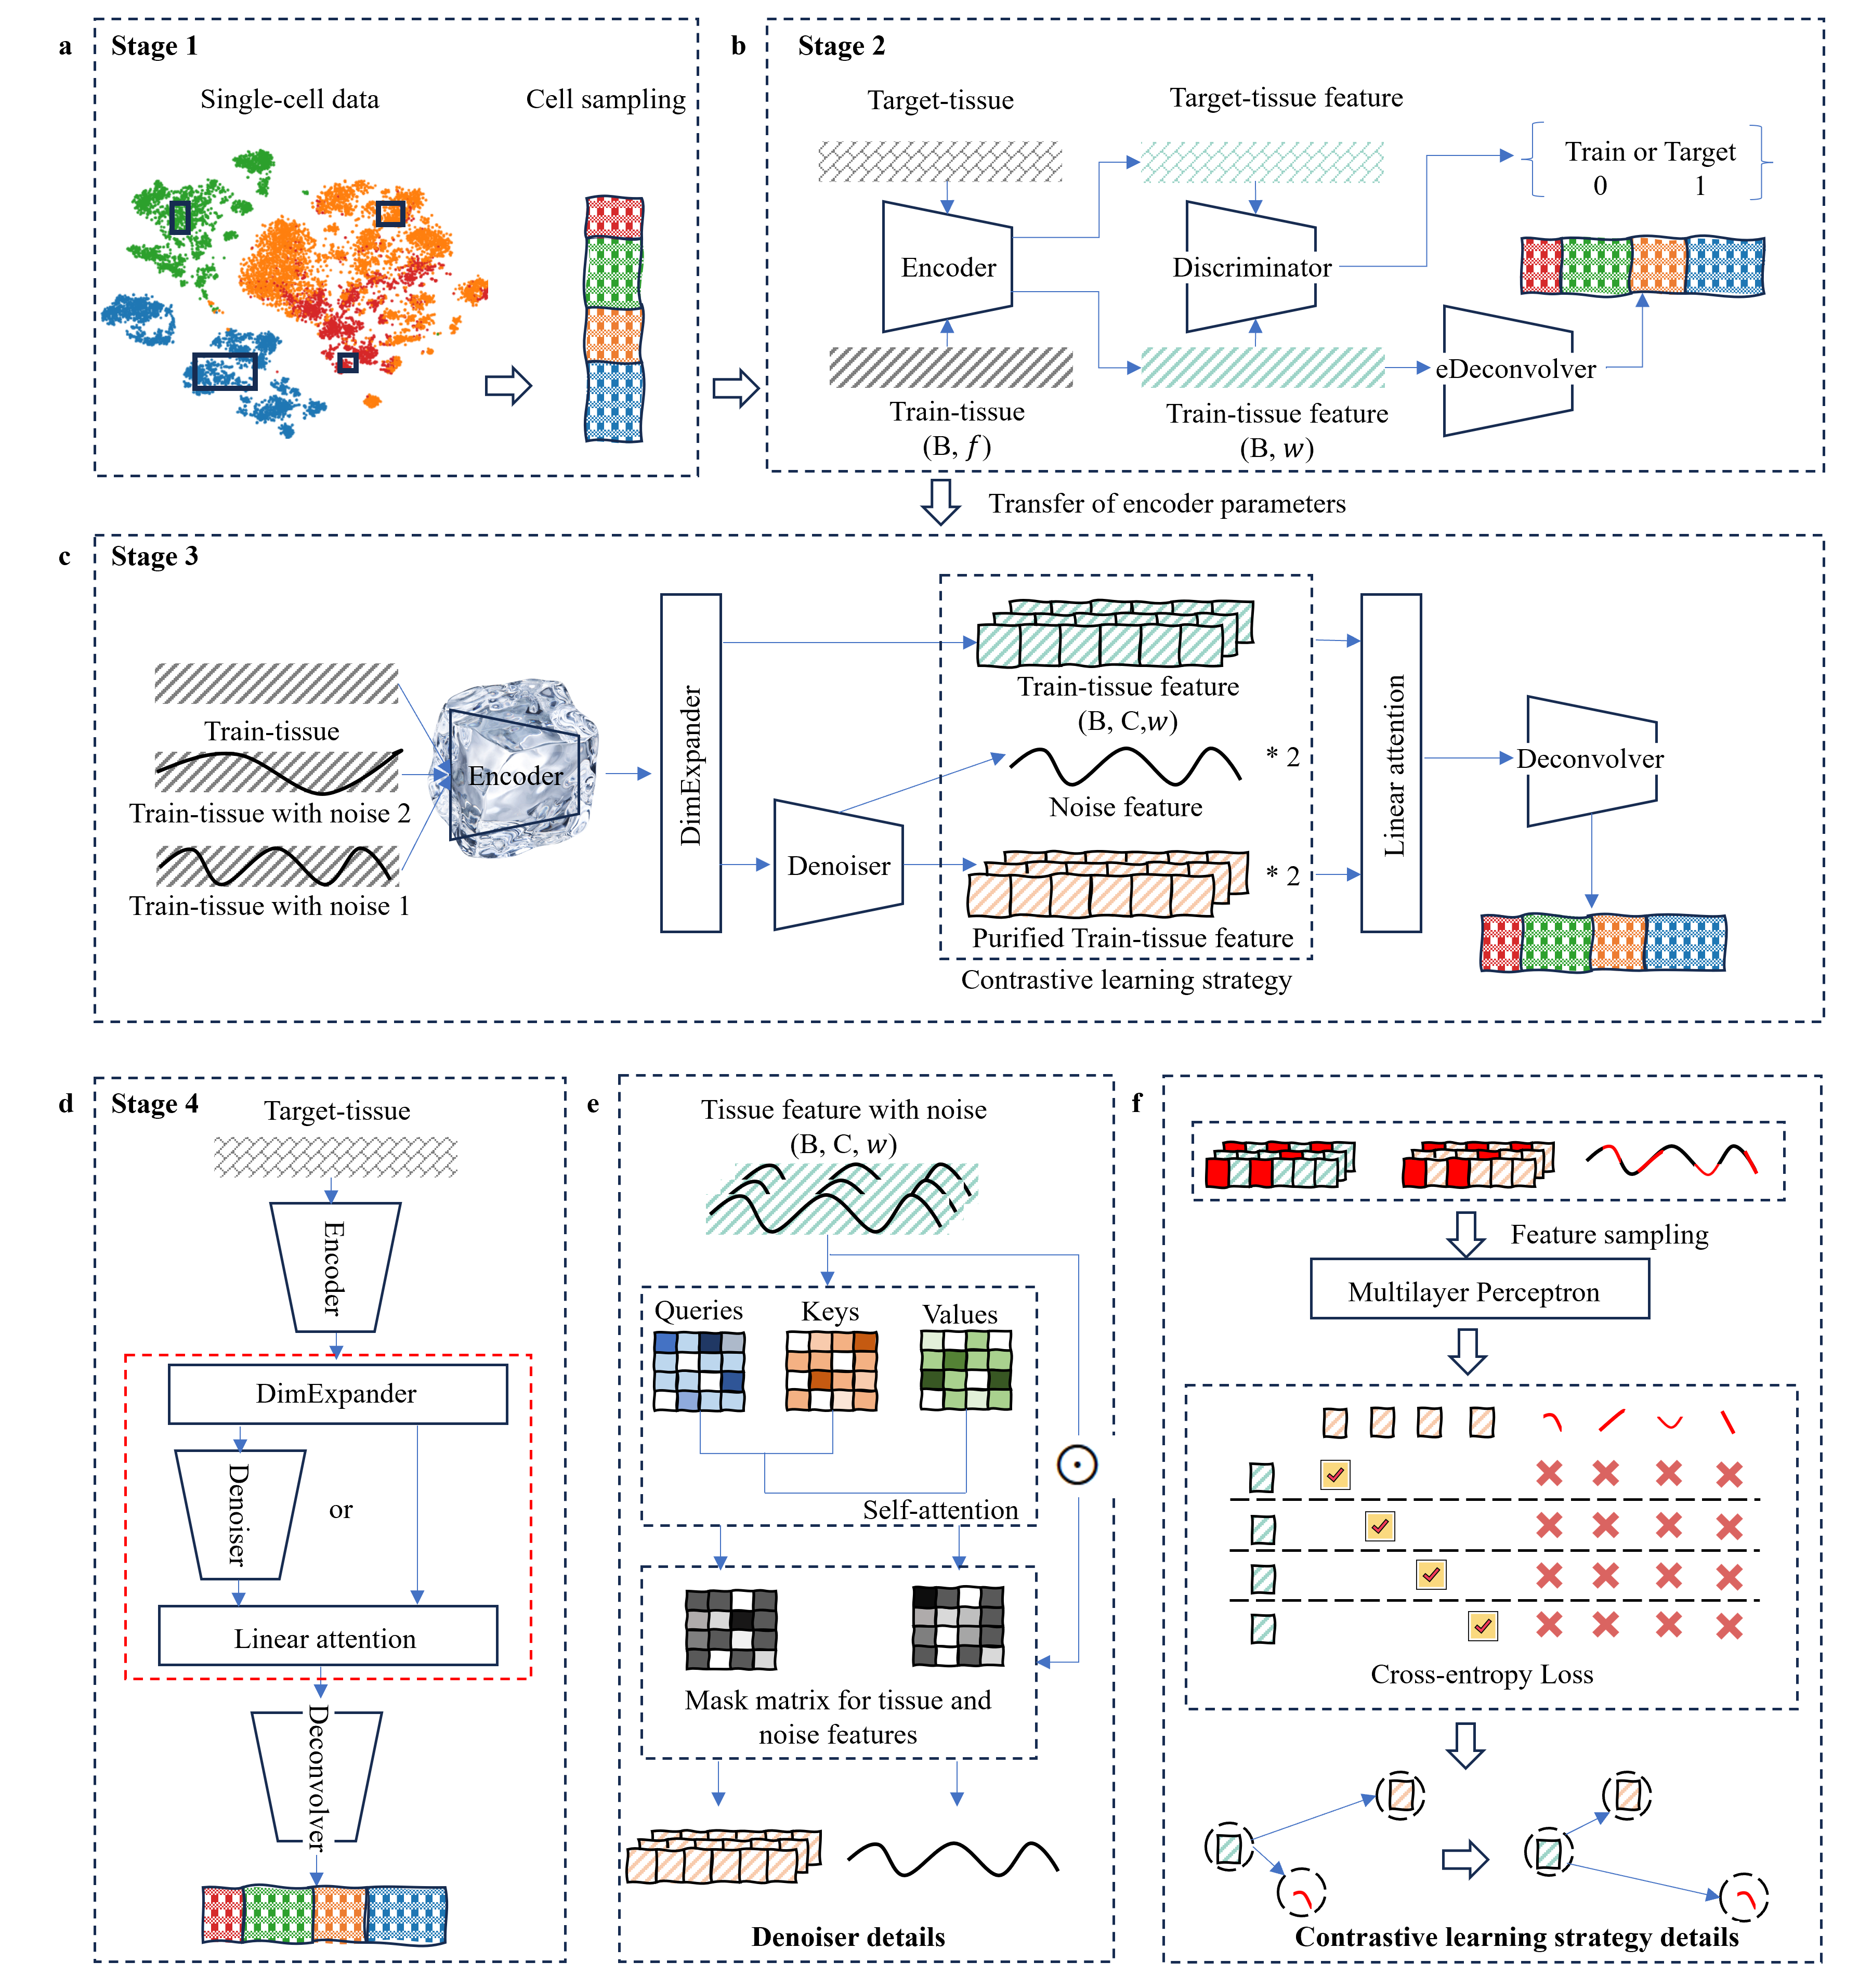 a
Stage 1
Single-cell data
Cell sampling
b
Stage 2
Target-tissue
Target-tissue feature
Train or Target
0
1
Encoder
Discriminator
eDeconvolver
Train-tissue
(B, f)
Train-tissue feature
(B, w)
Transfer of encoder parameters
c
Stage 3
Train-tissue
Train-tissue with noise 2
Train-tissue with noise 1
Encoder
DimExpander
Denoiser
Train-tissue feature
(B, C,w)
* 2
Noise feature
* 2
Purified Train-tissue feature
Contrastive learning strategy
Linear attention
Deconvolver
d
Stage 4
Target-tissue
Encoder
DimExpander
Denoiser
or
Linear attention
Deconvolver
e
Tissue feature with noise
(B, C, w)
Queries
Keys
Values
Self-attention
Mask matrix for tissue and
noise features
Denoiser details
f
Feature sampling
Multilayer Perceptron
Cross-entropy Loss
Contrastive learning strategy details